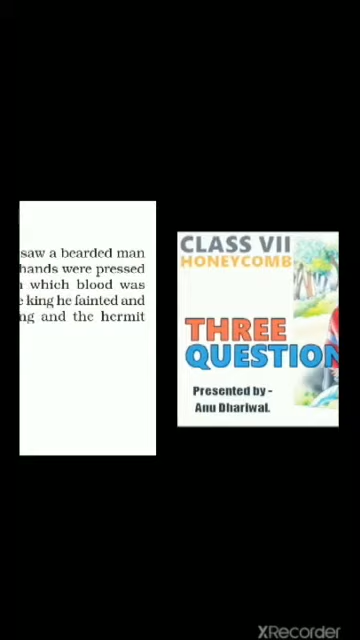 saw a bearded man
hands were pressed
which blood was
king he fainted and
and the hermit
CLASS VII
HONEYCOMB
THREE
QUESTION
Presented by -
Anu Dhariwal.
XRecorder